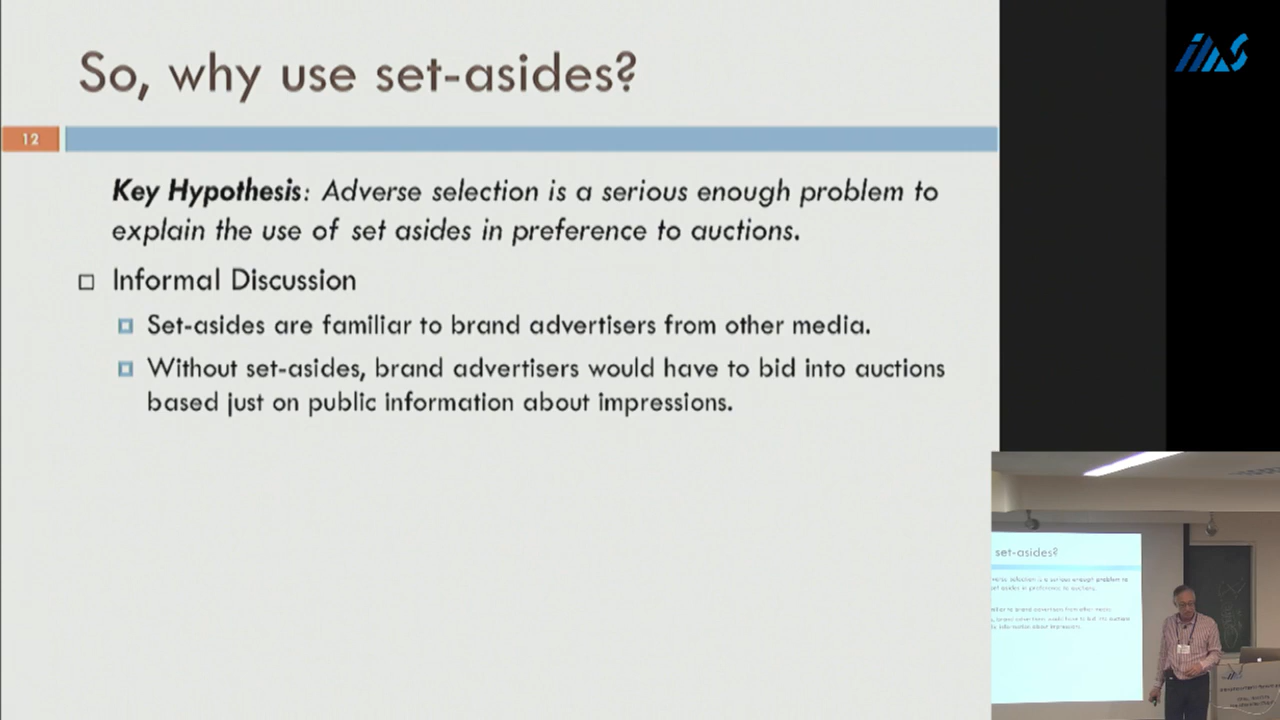 So, why use set-asides?
12
Key Hypothesis: Adverse selection is a serious enough problem to
explain the use of set asides in preference to auctions.
Informal Discussion
Set-asides are familiar to brand advertisers from other media.
Without set-asides, brand advertisers would have to bid into auctions
based just on public information about impressions.
ims
set-asides?